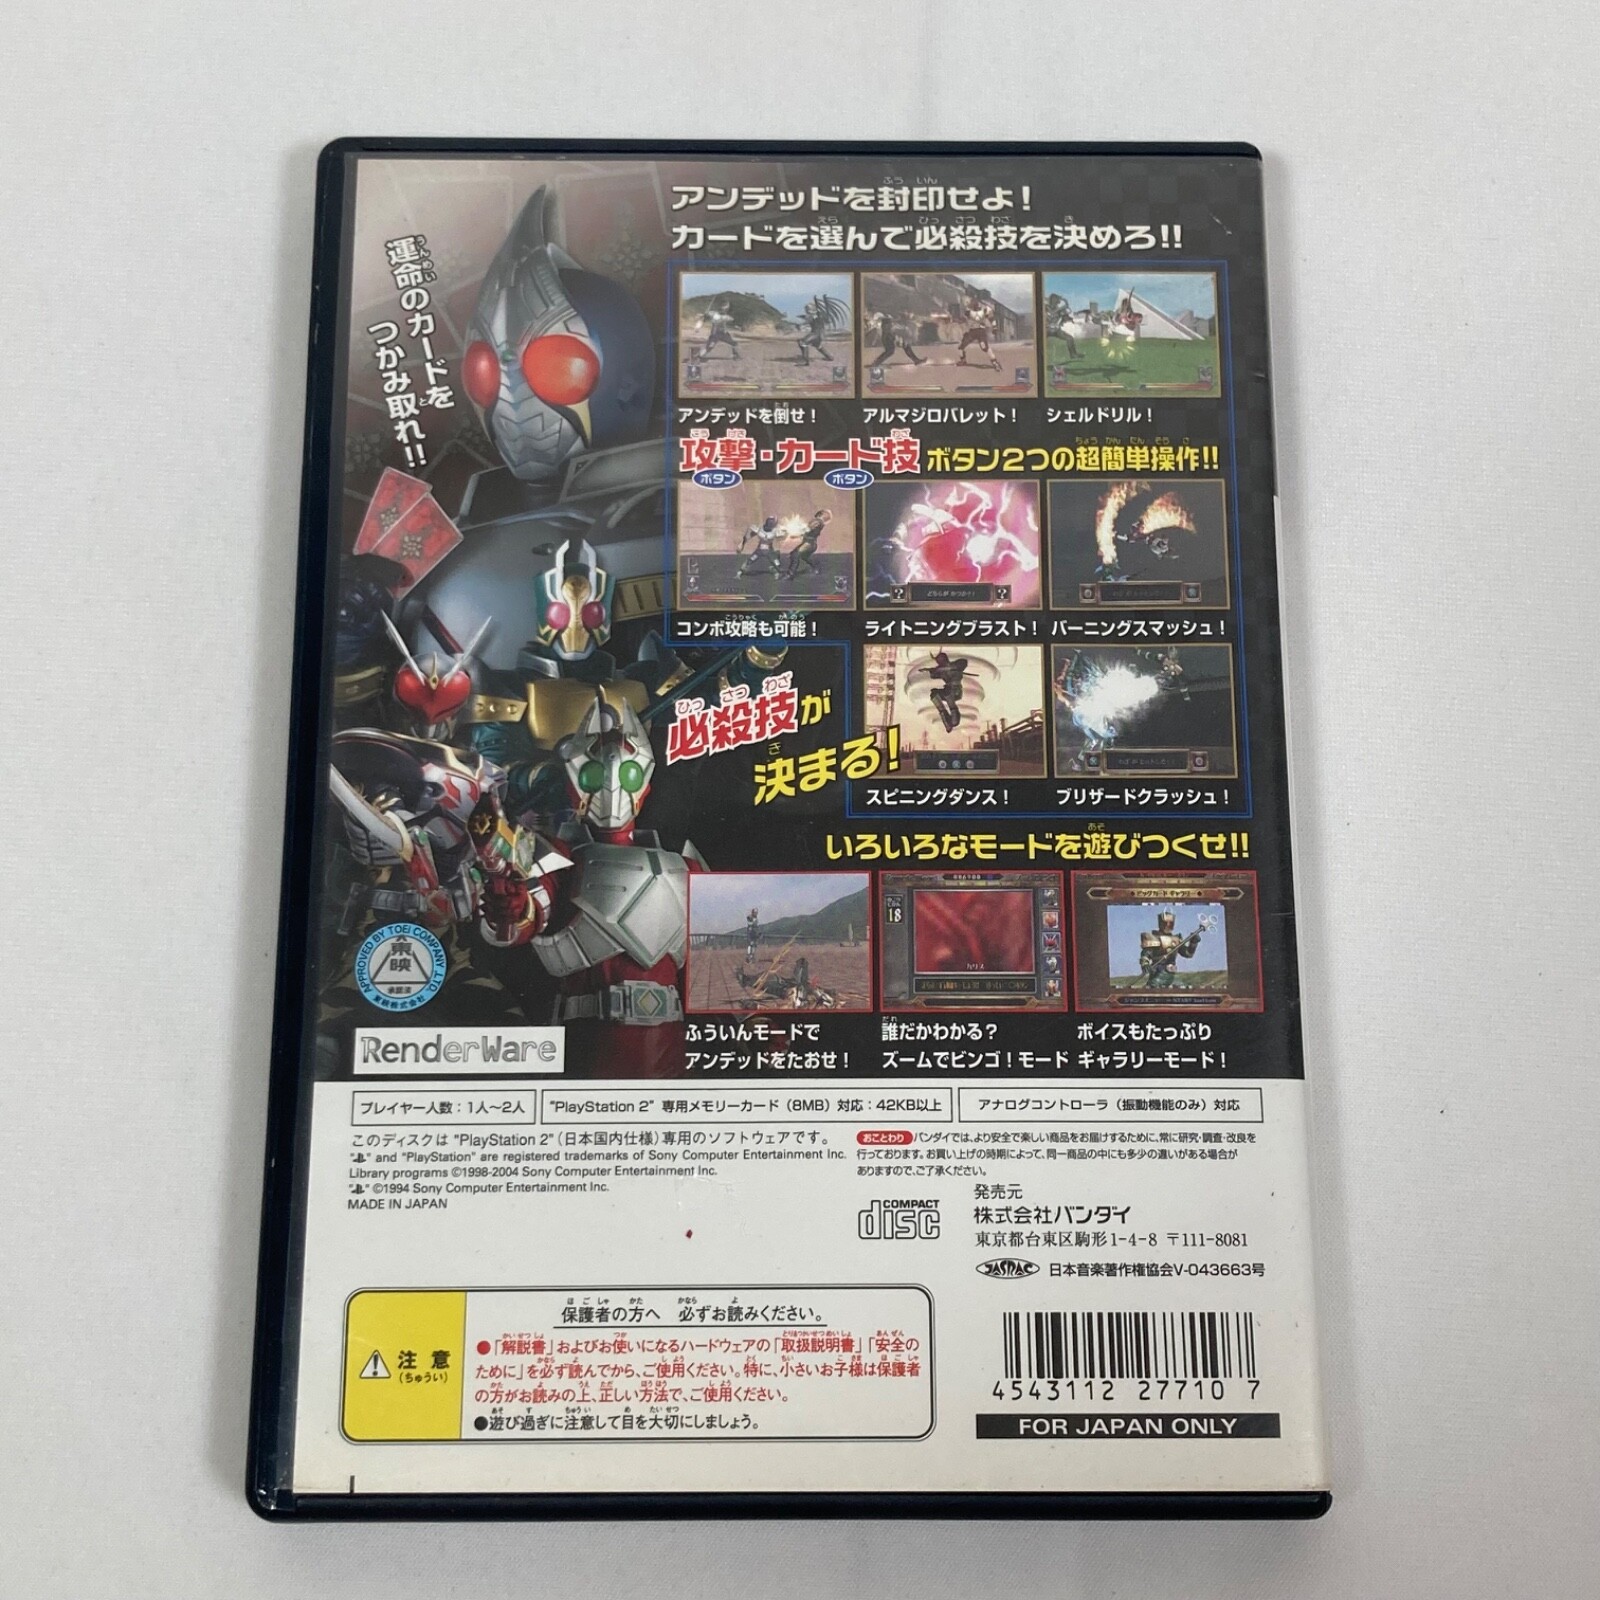 アンデッドを封印せよ!
カードを選んで必殺技を決めろ!!
運命のカードを
つかみ取れ!!
アンデッドを倒せ!
アルマジロバレット!
シェルドリル!
攻撃・カード技 ボタン2つの超簡単操作!!
ボタン ボタン
コンボ攻略も可能!
ライトニングブラスト!
バーニングスマッシュ!
必殺技が
決まる!
スピニングダンス!
ブリザードクラッシュ!
いろいろなモードを遊びつくせ!!
18
カリス
ふういんモードで
アンデッドをたおせ!
誰だかわかる?
ズームでビンゴ!モード
ボイスもたっぷり
ギャラリーモード!
APPROVED BY TOEI COMPANY, LTD.
東映
承認済
東映株式会社
RenderWare
プレイヤー人数:1人~2人
"PlayStation 2" 専用メモリーカード (8MB) 対応:42KB以上
アナログコントローラ(振動機能のみ)対応
このディスクは "PlayStation 2" (日本国内仕様) 専用のソフトウェアです。
" " and "PlayStation" are registered trademarks of Sony Computer Entertainment Inc.
Library programs ©1998-2004 Sony Computer Entertainment Inc.
" " ©1994 Sony Computer Entertainment Inc.
MADE IN JAPAN
おことわり バンダイでは、より安全で楽しい商品をお届けするために、常に研究・調査・改良を
行っております。お買い上げの時期によって、同一商品の中にも多少の違いがある場合が
ありますので、ご了承ください。
COMPACT
disc
発売元
株式会社バンダイ
東京都台東区駒形1-4-8 〒111-8081
JASRAC 日本音楽著作権協会V-043663号
注意
(ちゅうい)
保護者の方へ 必ずお読みください。
●「解説書」およびお使いになるハードウェアの「取扱説明書」「安全の
ために」を必ず読んでから、ご使用ください。特に、小さいお子様は保護者
の方がお読みの上、正しい方法で、ご使用ください。
●遊び過ぎに注意して目を大切にしましょう。
4543112 27710 7
FOR JAPAN ONLY